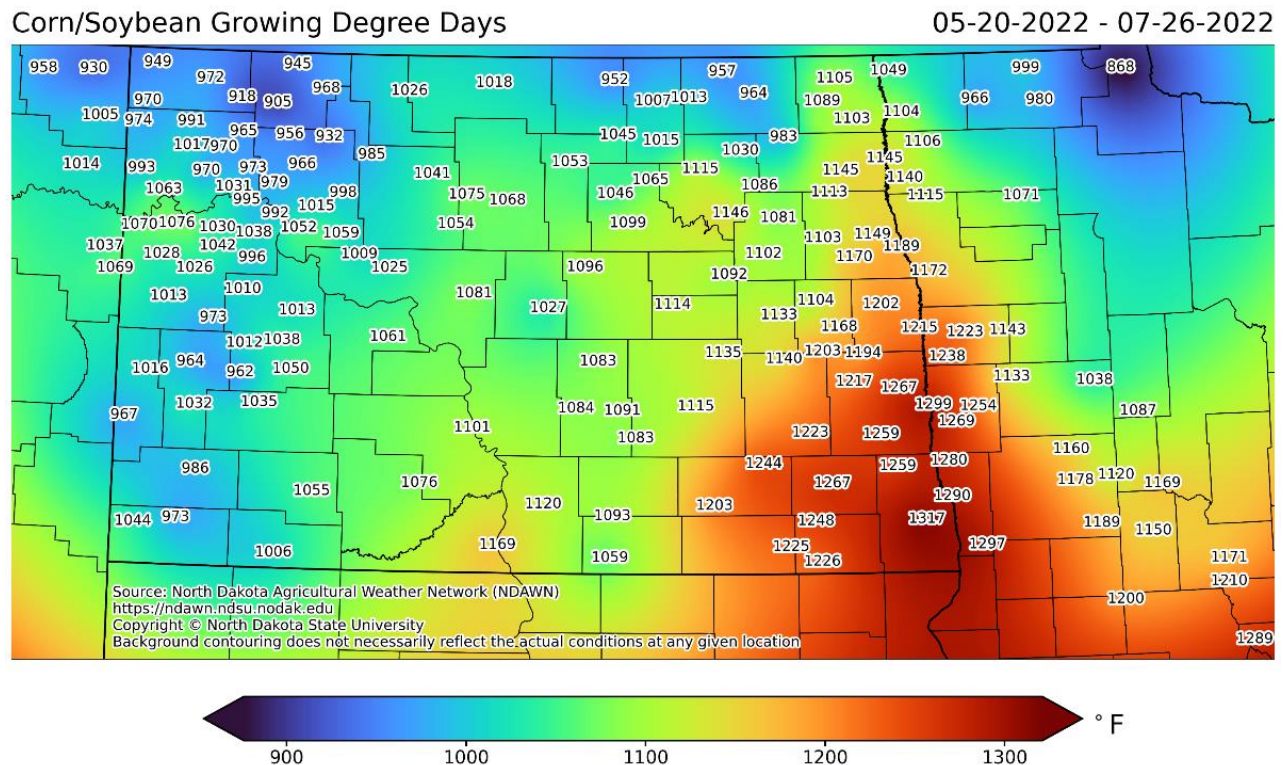 Corn/Soybean Growing Degree Days 05-20-2022 - 07-26-2022
958 930 949 972 945 968 1026 1018 952 957 964 1105 1049 999 868
1005 970 974 991 918 905 1007 1013 1089 1103 1104 966 980
1017 970 965 956 932 985 1045 1015 1030 983 1106
1014 993 970 973 966 1041 1053 1115 1145 1145 1140
1063 1031 979 998 1075 1068 1046 1065 1086 1113 1115 1071
995 992 1015
1070 1076 1030 1038 1052 1059 1054 1099 1146 1081 1103 1149
1037 1028 1042 996 1009 1102 1170 1189
1069 1026 1025 1096 1092 1172
1013 1010 1013 1081 1027 1114 1104 1202
973 1133 1168 1215 1223 1143
1012 1038 1061
1016 964 962 1050 1083 1135 1140 1203 1194 1238
1217 1267 1133 1038
967 1032 1035 1084 1091 1115 1299 1254 1087
1101 1083 1223 1259 1269
986 1244 1259 1280 1160
1055 1076 1267 1290 1178 1120 1169
1044 973 1120 1093 1203 1248 1317 1189 1150
1006 1169 1059 1225 1226 1297 1171
1210
1200
1289
Source: North Dakota Agricultural Weather Network (NDAWN)
https://ndawn.ndsu.nodak.edu
Copyright © North Dakota State University
Background contouring does not necessarily reflect the actual conditions at any given location
°F
900 1000 1100 1200 1300